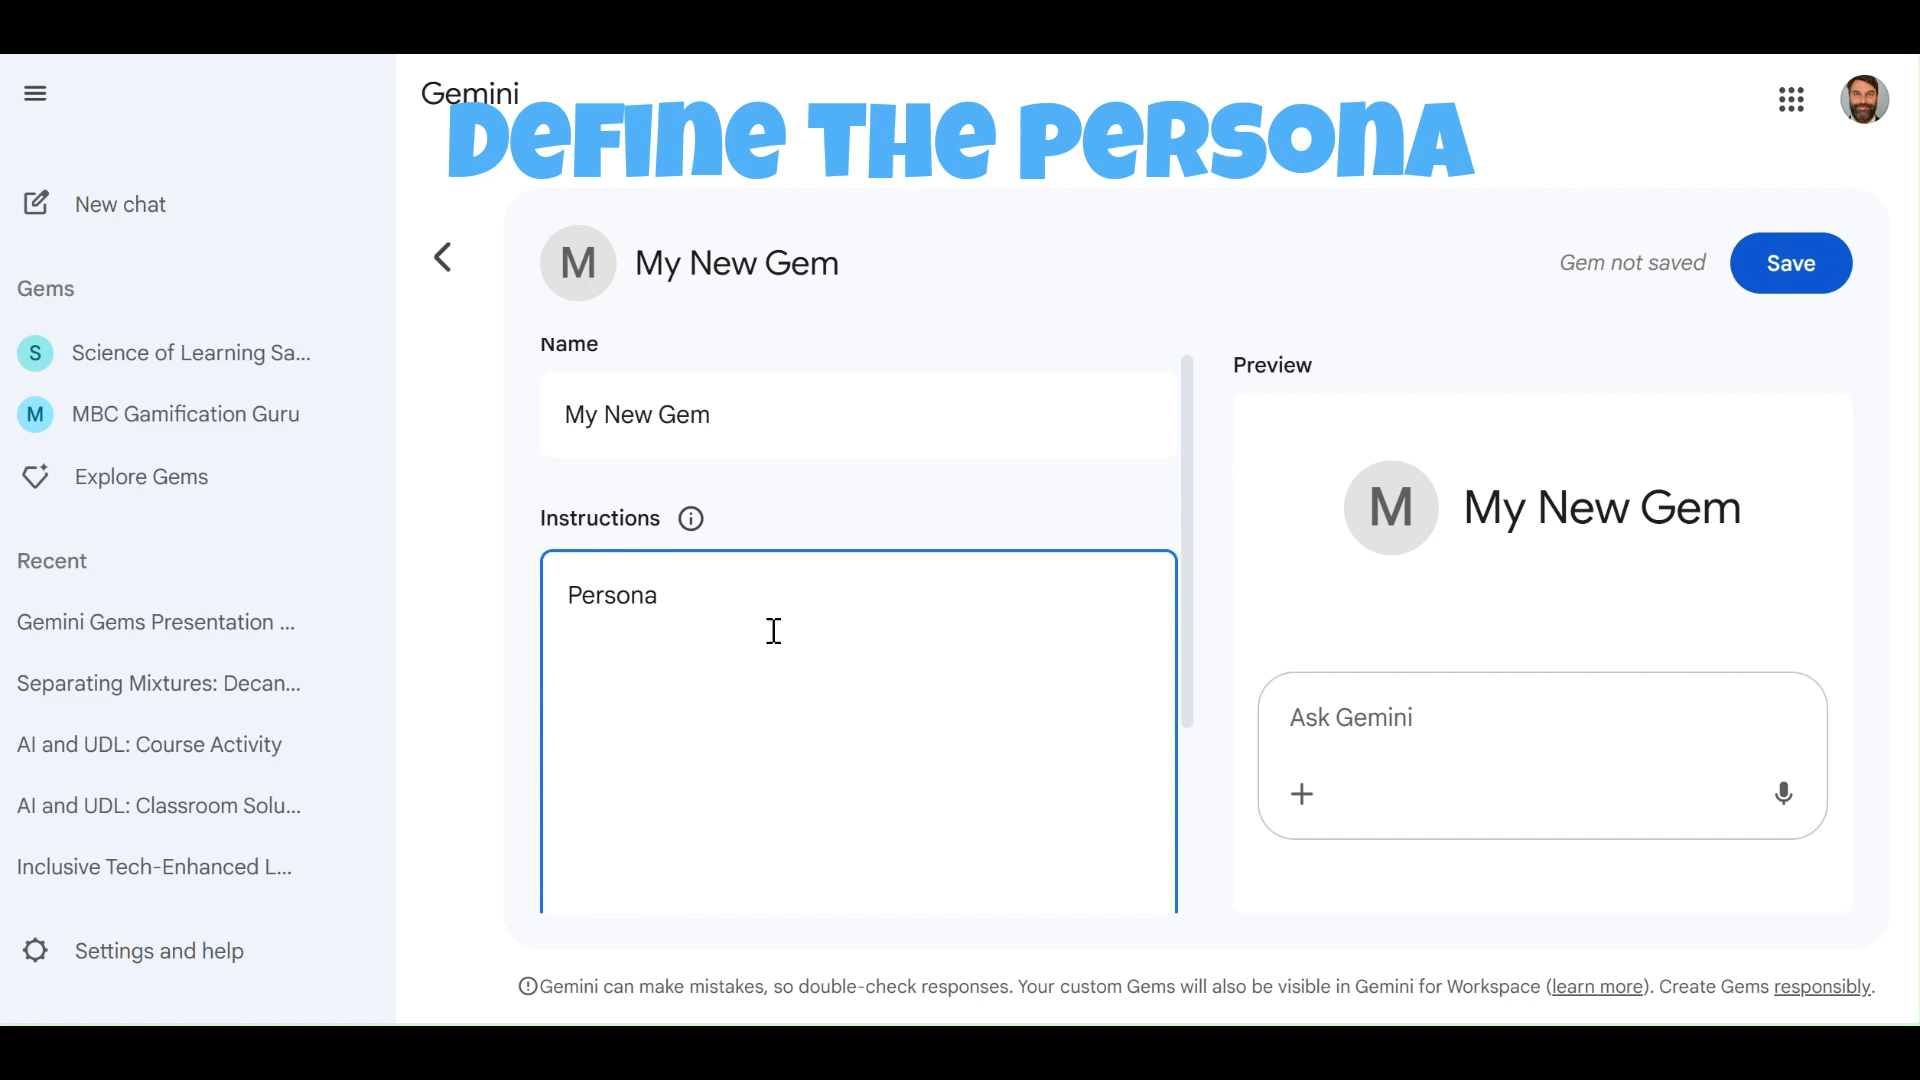 Gemini
DEFINE THE PERSONA
New chat
Gems
S Science of Learning Sa...
M MBC Gamification Guru
Explore Gems
Recent
Gemini Gems Presentation ...
Separating Mixtures: Decan...
AI and UDL: Course Activity
AI and UDL: Classroom Solu...
Inclusive Tech-Enhanced L...
Settings and help
M My New Gem
Gem not saved
Save
Name
My New Gem
Instructions
Persona
Preview
M My New Gem
Ask Gemini
Gemini can make mistakes, so double-check responses. Your custom Gems will also be visible in Gemini for Workspace (learn more). Create Gems responsibly.